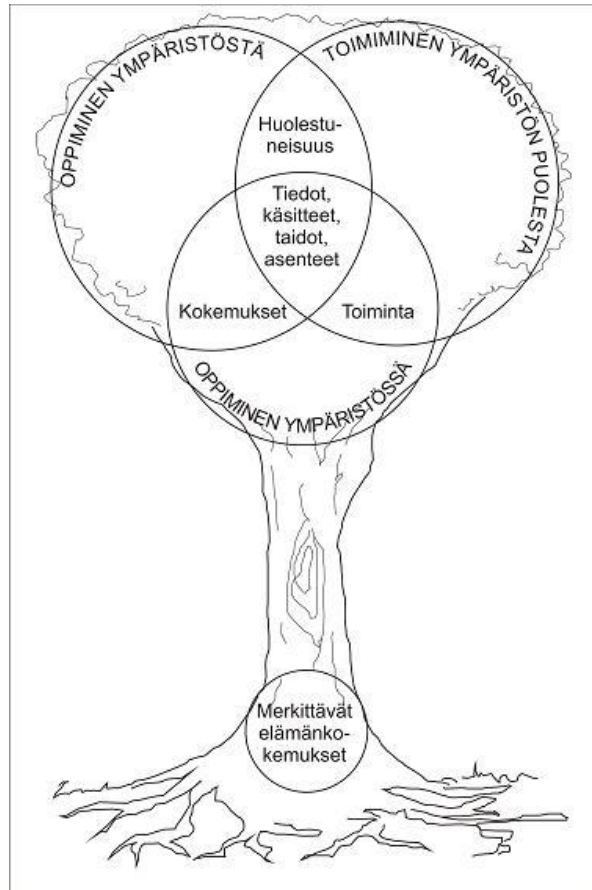 OPPIMINEN YMPÄRISTÖSTÄ
TOIMIMINEN YMPÄRISTÖN PUOLESTA
Huolestu-
neisuus
Tiedot,
käsitteet,
taidot,
asenteet
Kokemukset
Toiminta
OPPIMINEN YMPÄRISTÖSSÄ
Merkittävät
elämänko-
kemukset